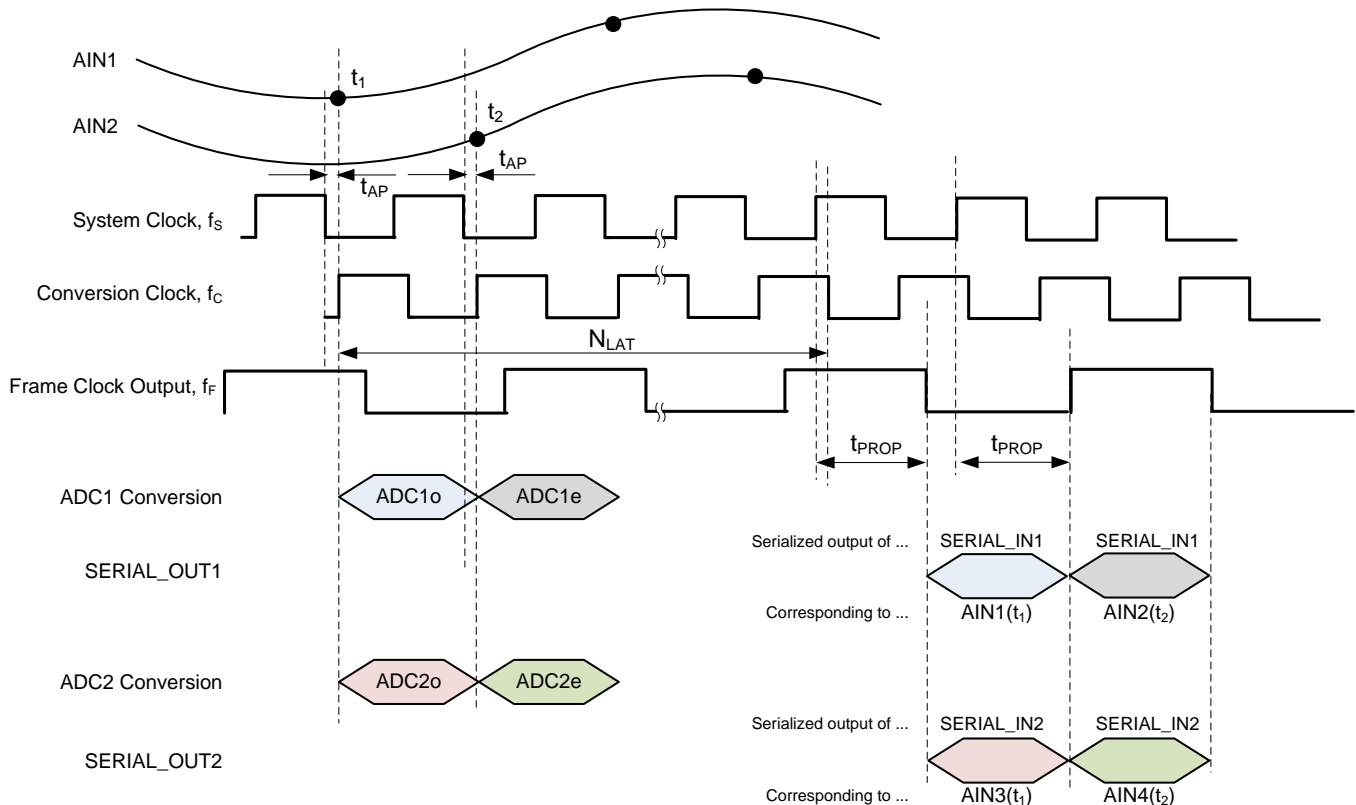 AIN1
t1
AIN2
t2
tAP
tAP
System Clock, fS
Conversion Clock, fC
NLAT
Frame Clock Output, fF
tPROP
tPROP
ADC1 Conversion
ADC1o
ADC1e
Serialized output of ...
SERIAL_IN1
SERIAL_IN1
SERIAL_OUT1
Corresponding to ...
AIN1(t1)
AIN2(t2)
ADC2 Conversion
ADC2o
ADC2e
Serialized output of ...
SERIAL_IN2
SERIAL_IN2
SERIAL_OUT2
Corresponding to ...
AIN3(t1)
AIN4(t2)